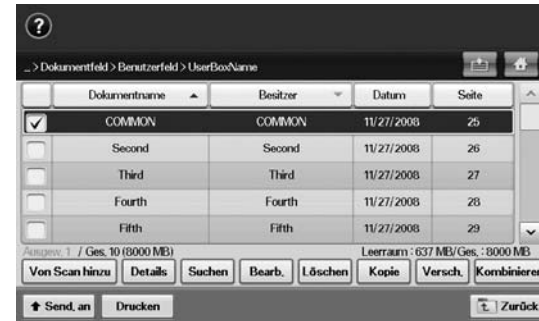 ?
_ > Dokumentfeld > Benutzerfeld > UserBoxName
Dokumentname Besitzer Datum Seite
COMMON COMMON 11/27/2008 25
Second Second 11/27/2008 26
Third Third 11/27/2008 27
Fourth Fourth 11/27/2008 28
Fifth Fifth 11/27/2008 29
Ausgew. 1 / Ges. 10 (8000 MB) Leerraum : 637 MB/Ges. : 8000 MB
Von Scan hinzu Details Suchen Bearb. Löschen Kopie Versch. Kombinieren
Send. an Drucken Zurück